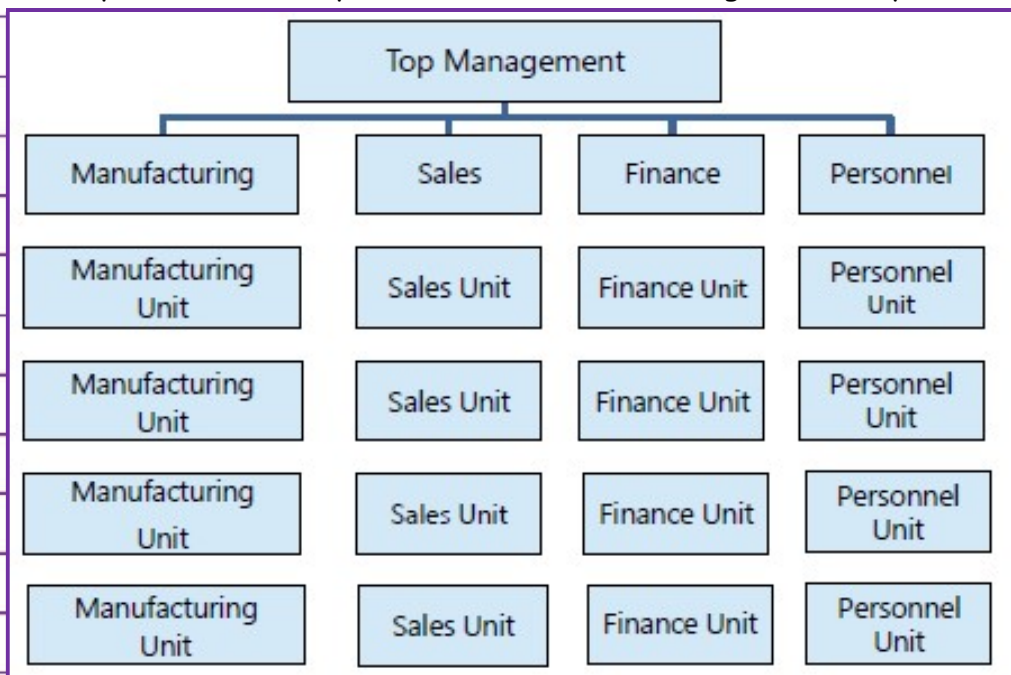 Top Management
Manufacturing
Sales
Finance
Personnel
Manufacturing
Unit
Sales Unit
Finance Unit
Personnel
Unit
Manufacturing
Unit
Sales Unit
Finance Unit
Personnel
Unit
Manufacturing
Unit
Sales Unit
Finance Unit
Personnel
Unit
Manufacturing
Unit
Sales Unit
Finance Unit
Personnel
Unit